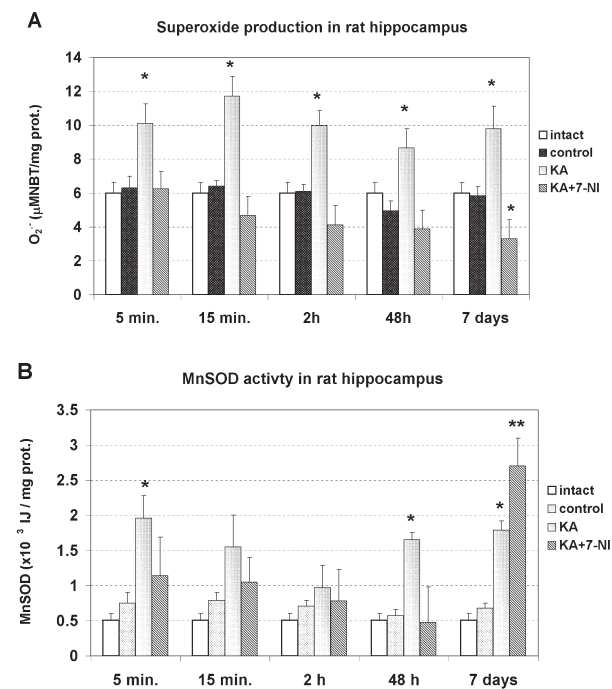 A
Superoxide production in rat hippocampus
O2·- (μMNBT/mg prot.)
14
12
10
8
6
4
2
0
* * * * * *
5 min. 15 min. 2h 48h 7 days
intact
control
KA
KA+7-NI
B
MnSOD activty in rat hippocampus
MnSOD (x10 3 IJ / mg prot.)
3.5
3
2.5
2
1.5
1
0.5
0
* * * **
5 min. 15 min. 2 h 48 h 7 days
intact
control
KA
KA+7-NI